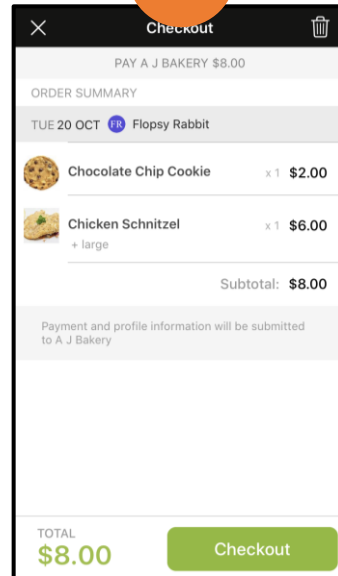 Checkout
PAY A J BAKERY $8.00
ORDER SUMMARY
TUE 20 OCT FR Flopsy Rabbit
Chocolate Chip Cookie x 1 $2.00
Chicken Schnitzel x 1 $6.00
+ large
Subtotal: $8.00
Payment and profile information will be submitted
to A J Bakery
TOTAL
$8.00
Checkout